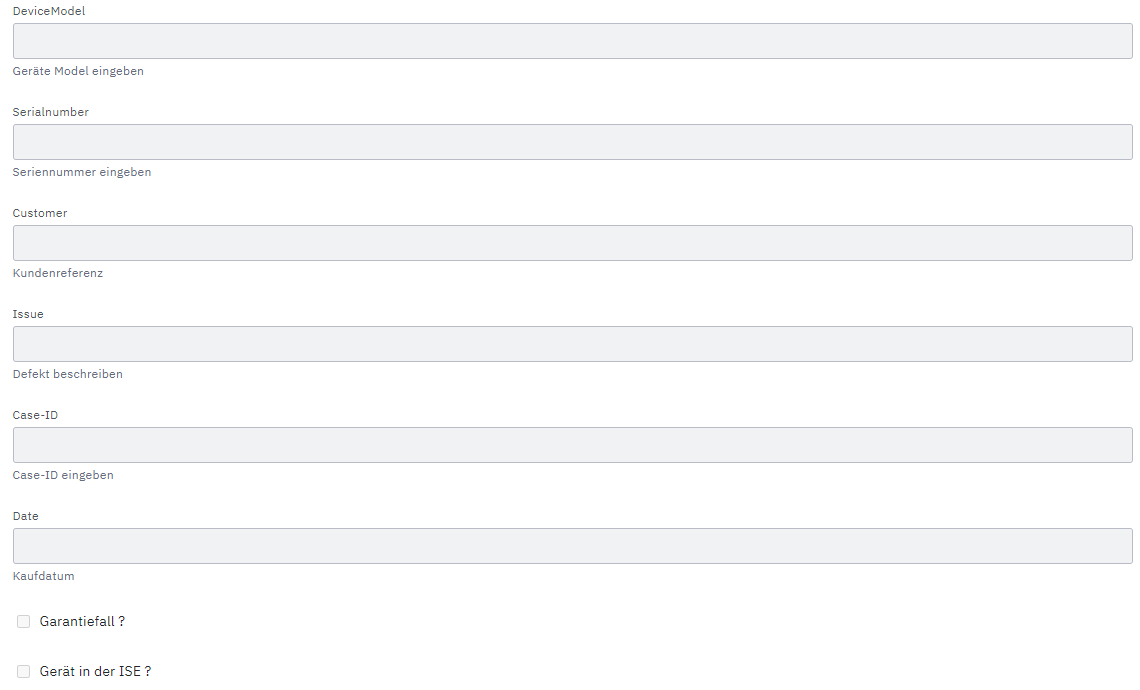 DeviceModel
Geräte Model eingeben
Serialnumber
Seriennummer eingeben
Customer
Kundenreferenz
Issue
Defekt beschreiben
Case-ID
Case-ID eingeben
Date
Kaufdatum
Garantiefall ?
Gerät in der ISE ?